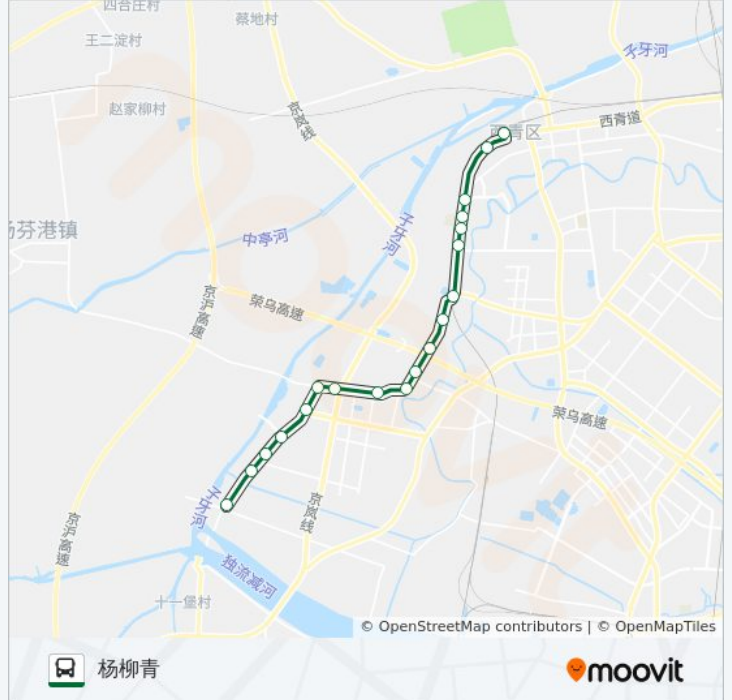 四合庄村
蔡地村
王二淀村
子牙河
赵家柳村
京岚线
西青道
西青区
杨芬港镇
中亭河
子牙河
京沪高速
荣乌高速
荣乌高速
子牙河
京岚线
京沪高速
独流减河
十一堡村
© OpenStreetMap contributors | © OpenMapTiles
杨柳青
moovit